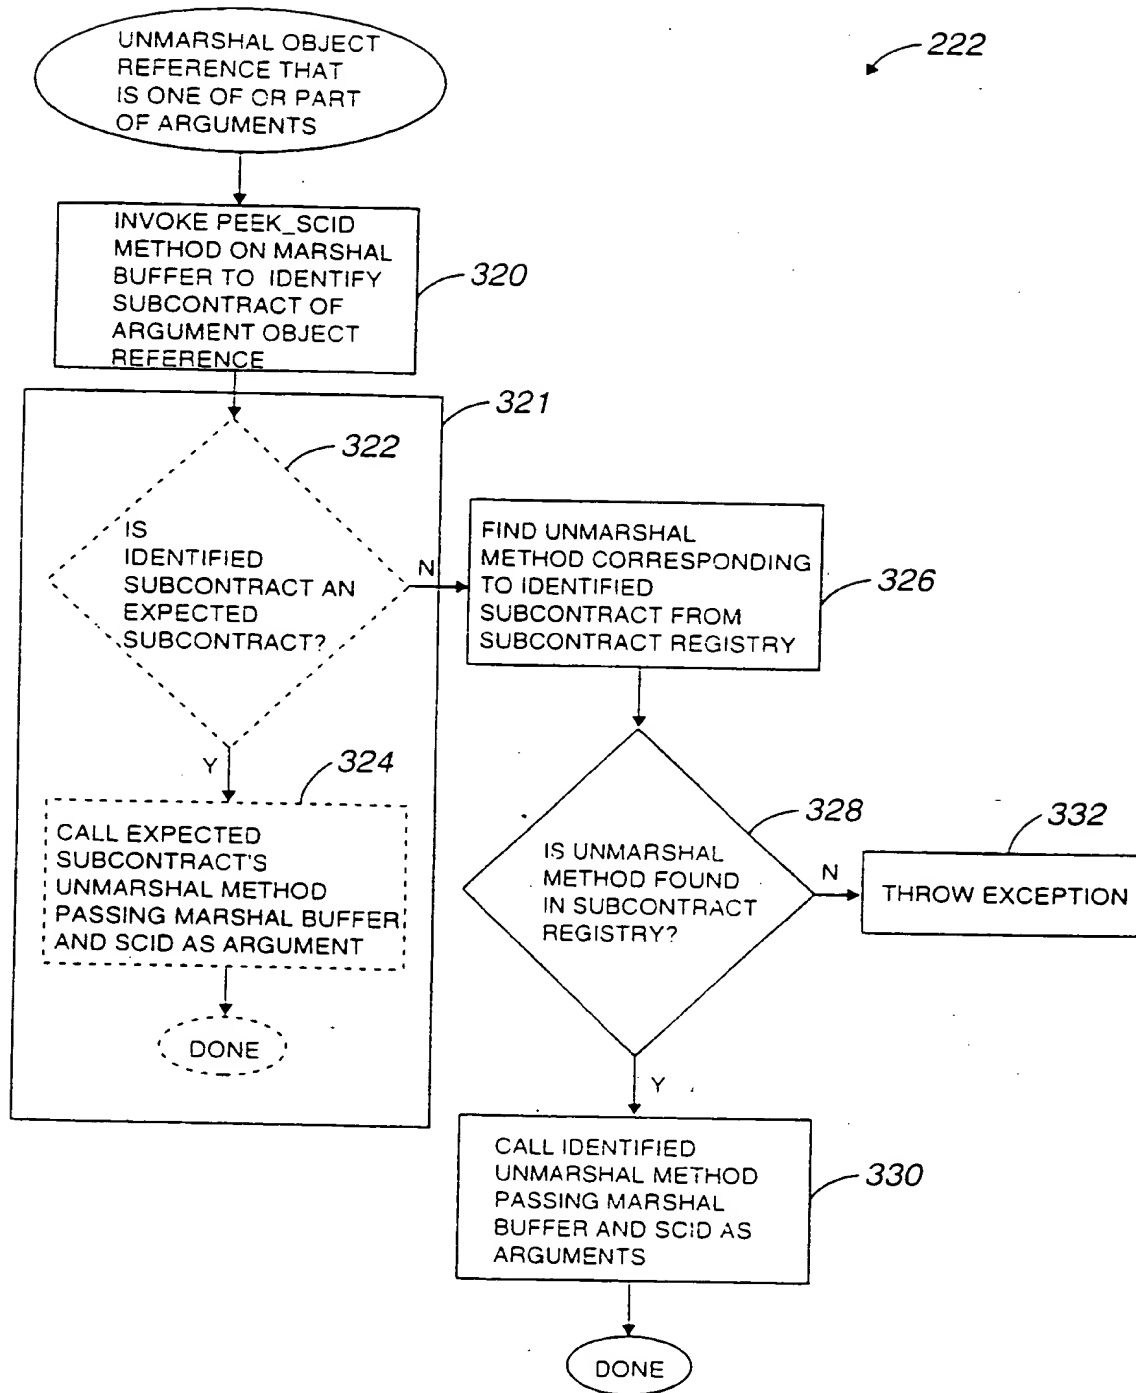 UNMARSHAL OBJECT
REFERENCE THAT
IS ONE OF OR PART
OF ARGUMENTS
222
INVOKE PEEK_SCID
METHOD ON MARSHAL
BUFFER TO IDENTIFY
SUBCONTRACT OF
ARGUMENT OBJECT
REFERENCE
320
321
322
IS
IDENTIFIED
SUBCONTRACT AN
EXPECTED
SUBCONTRACT?
N
FIND UNMARSHAL
METHOD CORRESPONDING
TO IDENTIFIED
SUBCONTRACT FROM
SUBCONTRACT REGISTRY
326
Y
324
CALL EXPECTED
SUBCONTRACT'S
UNMARSHAL METHOD
PASSING MARSHAL BUFFER
AND SCID AS ARGUMENT
DONE
328
IS UNMARSHAL
METHOD FOUND
IN SUBCONTRACT
REGISTRY?
N
332
THROW EXCEPTION
Y
CALL IDENTIFIED
UNMARSHAL METHOD
PASSING MARSHAL
BUFFER AND SCID AS
ARGUMENTS
330
DONE